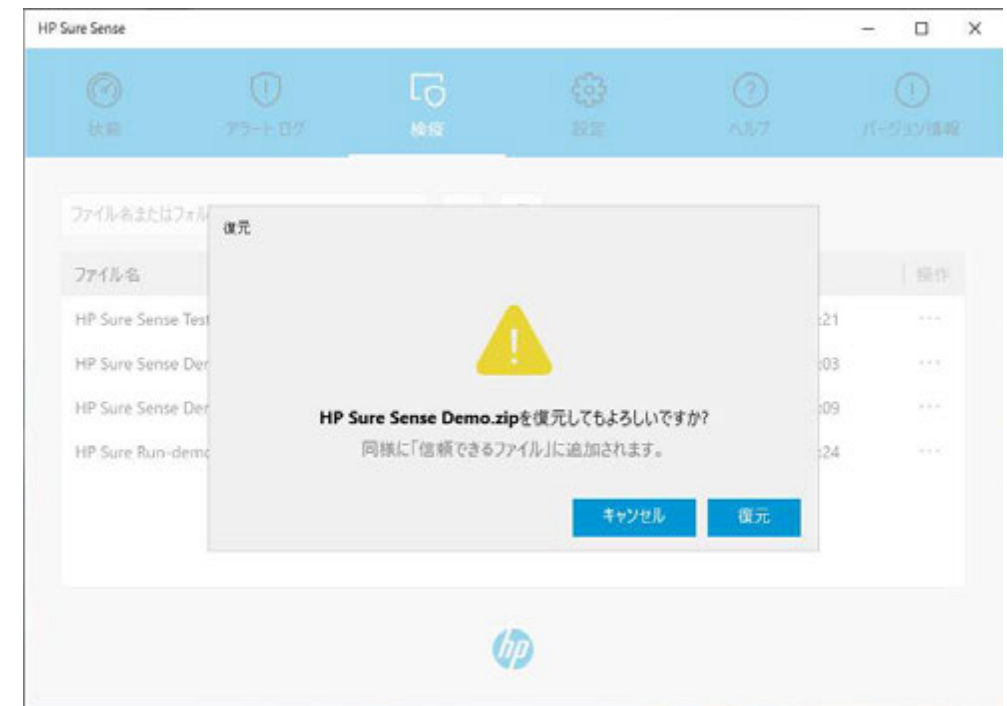 HP Sure Sense
状態
アラート ログ
検疫
設定
ヘルプ
バージョン情報
ファイル名またはフォル
復元
ファイル名
操作
HP Sure Sense Test
:21
HP Sure Sense Der
:03
HP Sure Sense Der
:09
HP Sure Run-demo
:24
HP Sure Sense Demo.zipを復元してもよろしいですか?
同様に「信頼できるファイル」に追加されます。
キャンセル
復元
hp